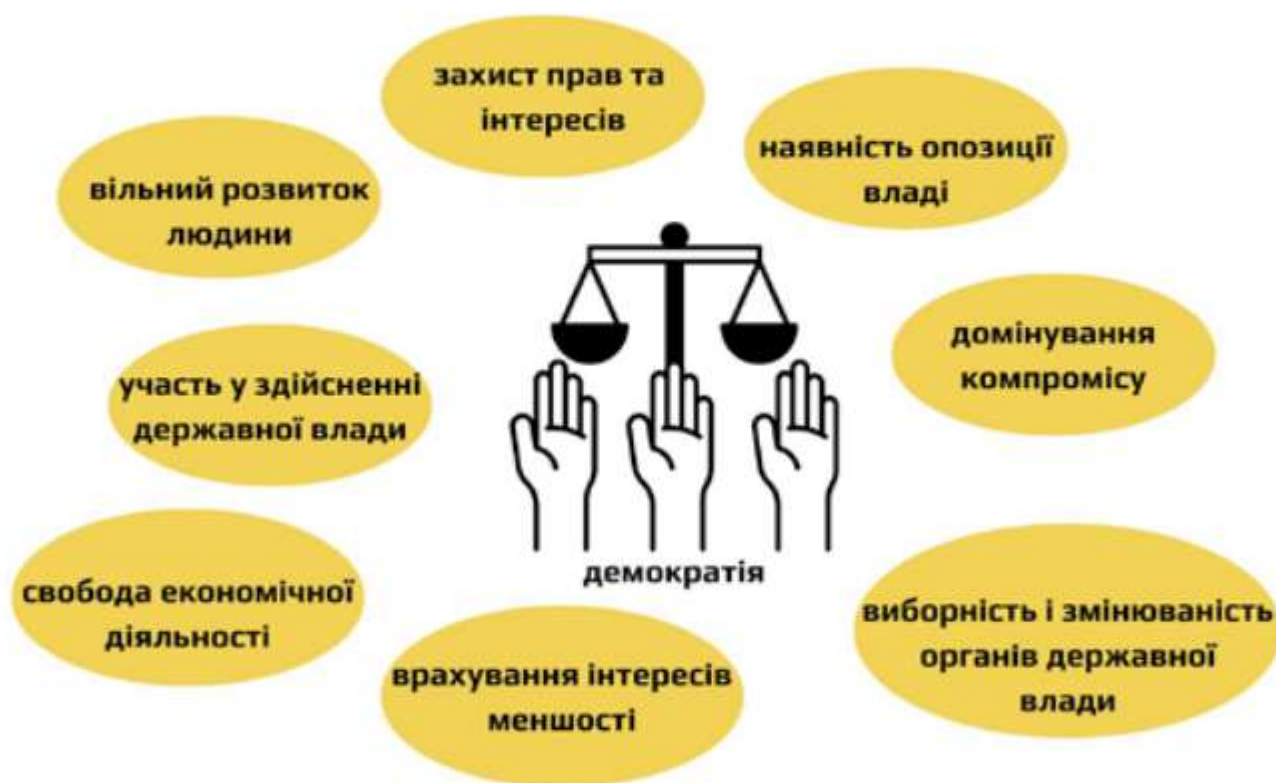 захист прав та
інтересів
наявність опозиції
владі
вільний розвиток
людини
домінування
компромісу
участь у здійсненні
державної влади
демократія
свобода економічної
діяльності
виборність і змінюваність
органів державної
влади
врахування інтересів
меншості